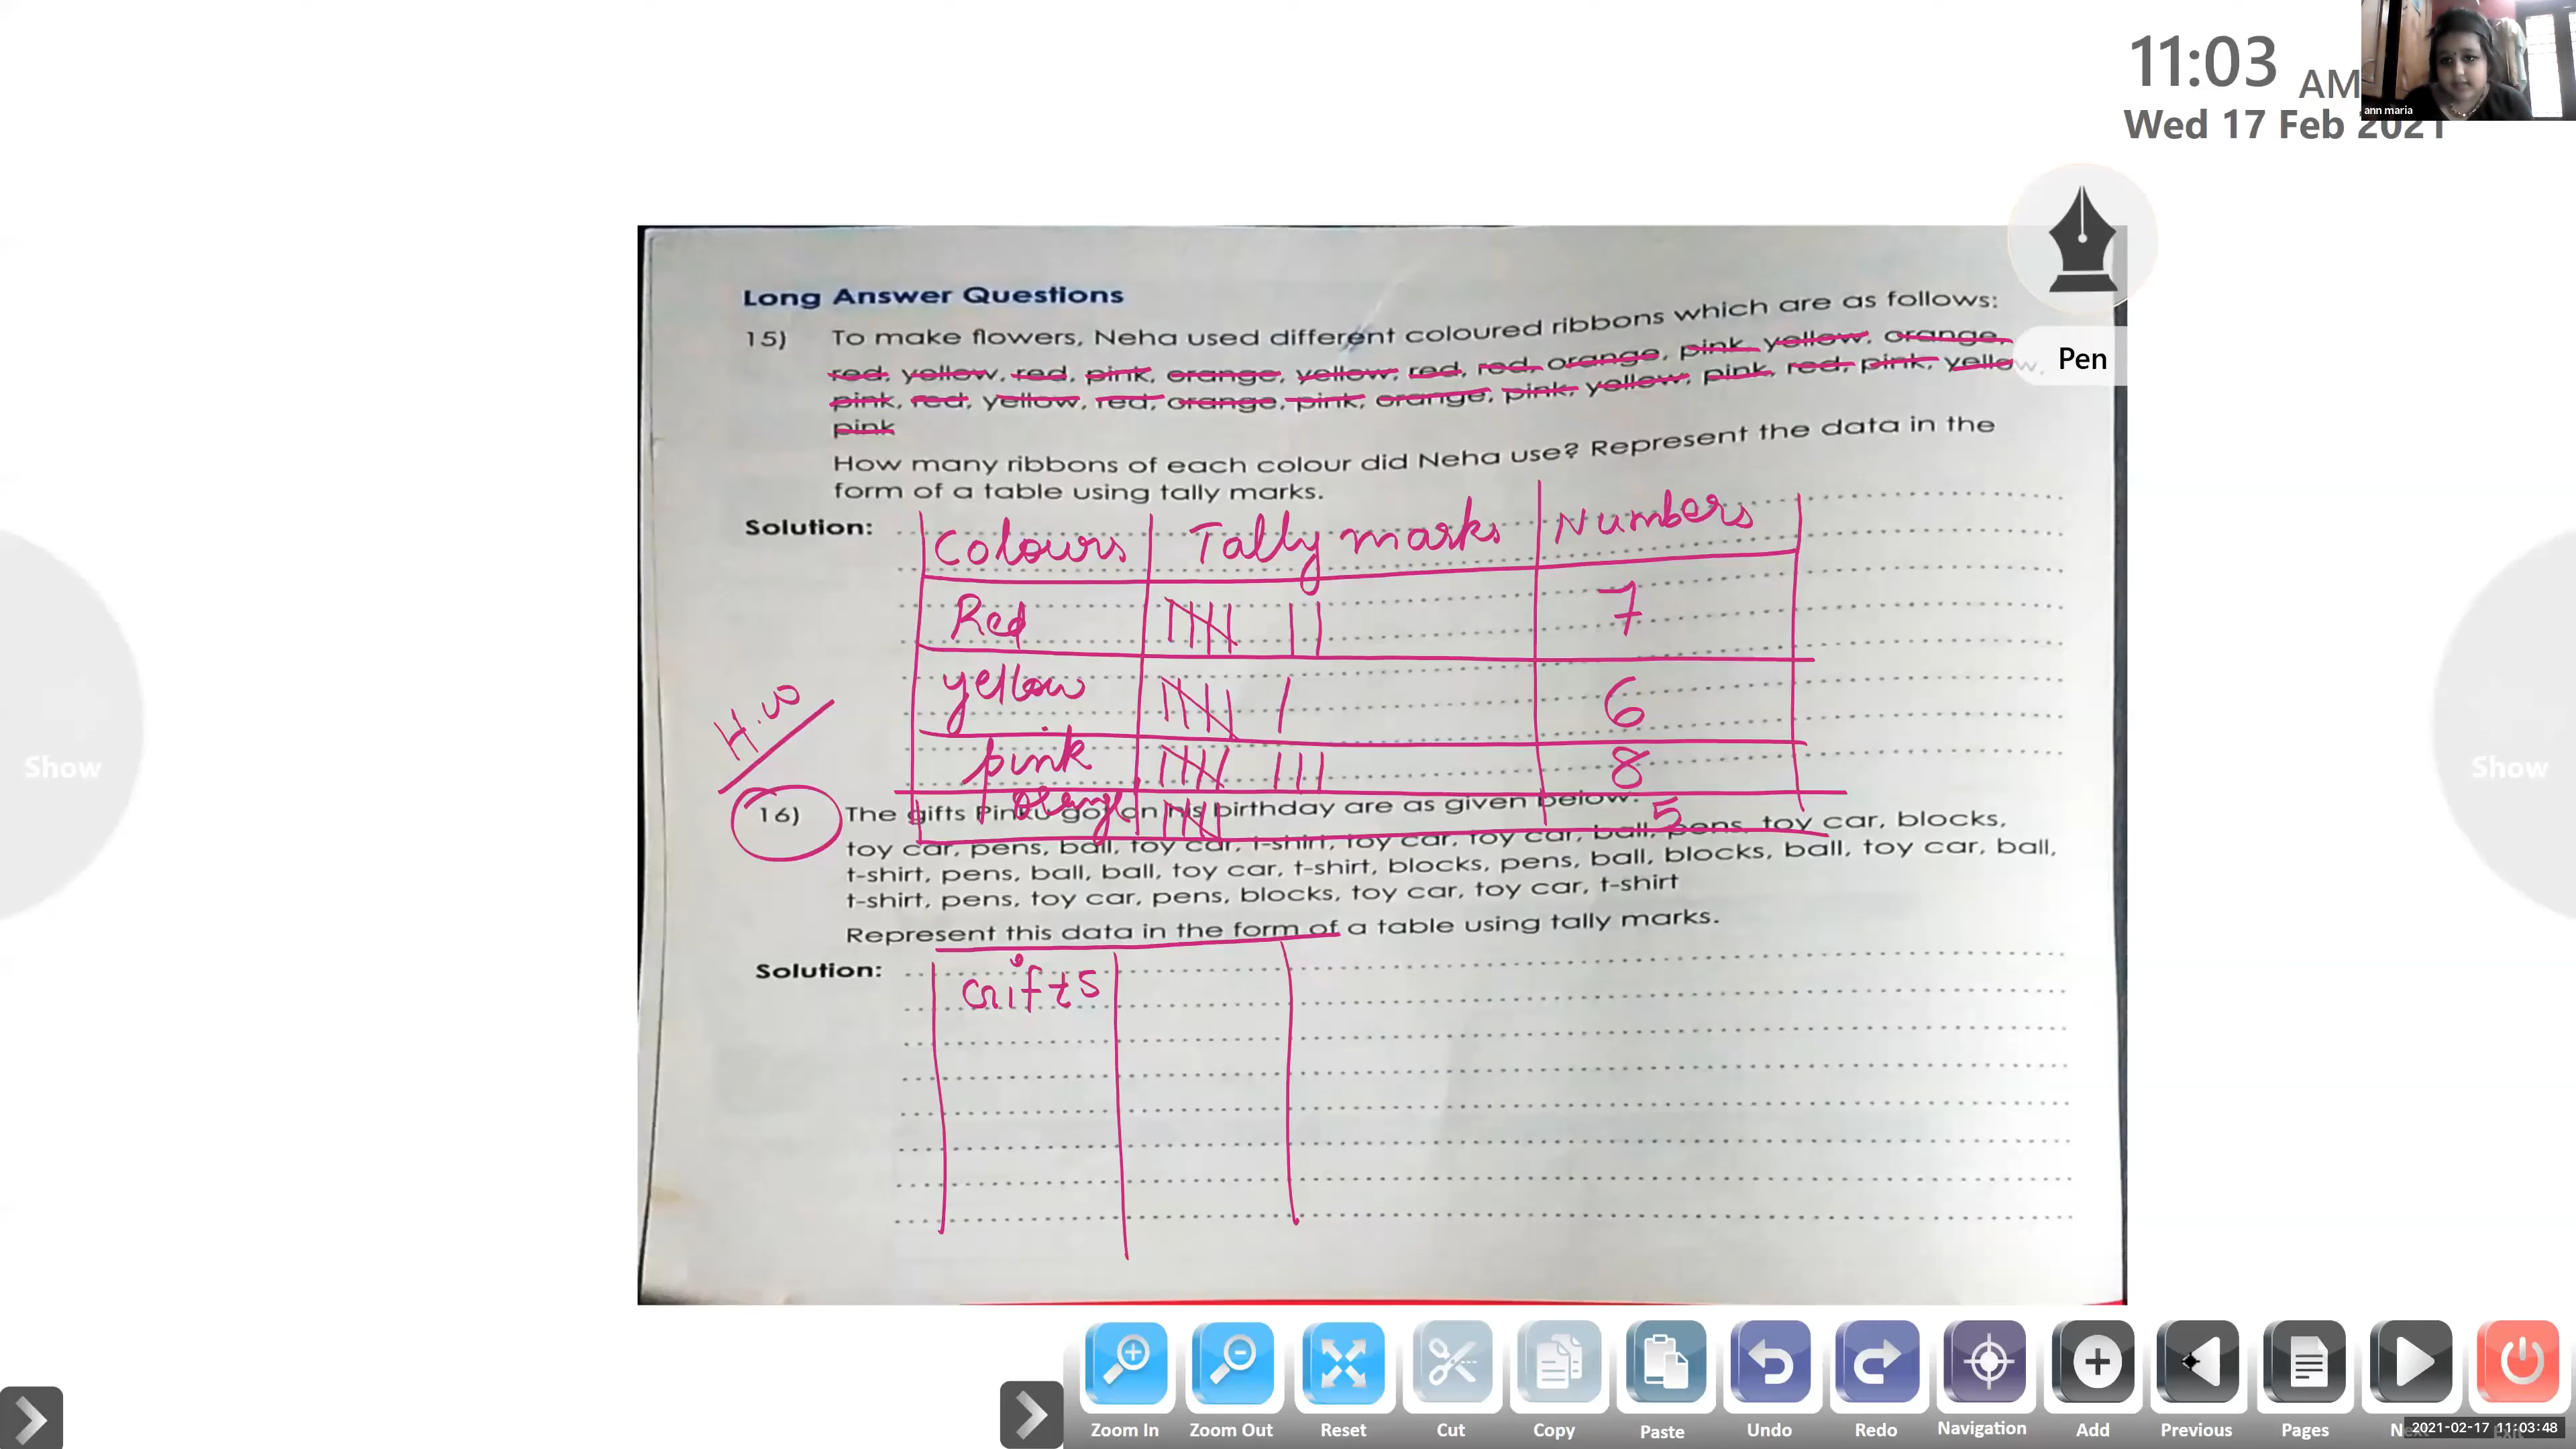 11:03 AM
ann maria
Wed 17 Feb 2021
Long Answer Questions
15) To make flowers, Neha used different coloured ribbons which are as follows:
red, yellow, red, pink, orange, yellow, red, red, orange, pink, yellow, orange,
pink, red, yellow, red, orange, pink, orange, pink, yellow, pink, red, pink, yellow,
pink
Pen
How many ribbons of each colour did Neha use? Represent the data in the
form of a table using tally marks.
Solution:
Colours Tally marks Numbers
Red 7
yellow 6
pink 8
orange 5
H.W
16) The gifts Pinku got on his birthday are as given below:
toy car, pens, ball, toy car, t-shirt, toy car, toy car, ball, pens, toy car, blocks,
t-shirt, pens, ball, ball, toy car, t-shirt, blocks, pens, ball, blocks, ball, toy car, ball,
t-shirt, pens, toy car, pens, blocks, toy car, toy car, t-shirt
Represent this data in the form of a table using tally marks.
Solution:
Gifts
Show
Show
Zoom In Zoom Out Reset Cut Copy Paste Undo Redo Navigation Add Previous Pages
2021-02-17 11:03:48